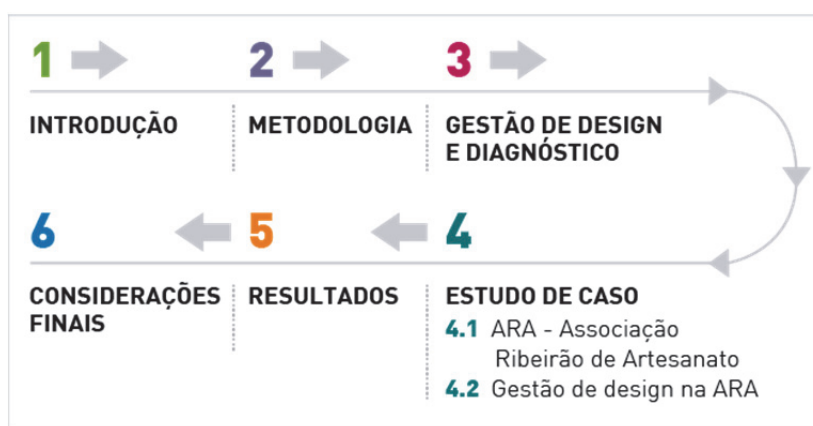 1
INTRODUÇÃO
2
METODOLOGIA
3
GESTÃO DE DESIGN
E DIAGNÓSTICO
4
ESTUDO DE CASO
4.1 ARA - Associação
Ribeirão de Artesanato
4.2 Gestão de design na ARA
5
RESULTADOS
6
CONSIDERAÇÕES
FINAIS